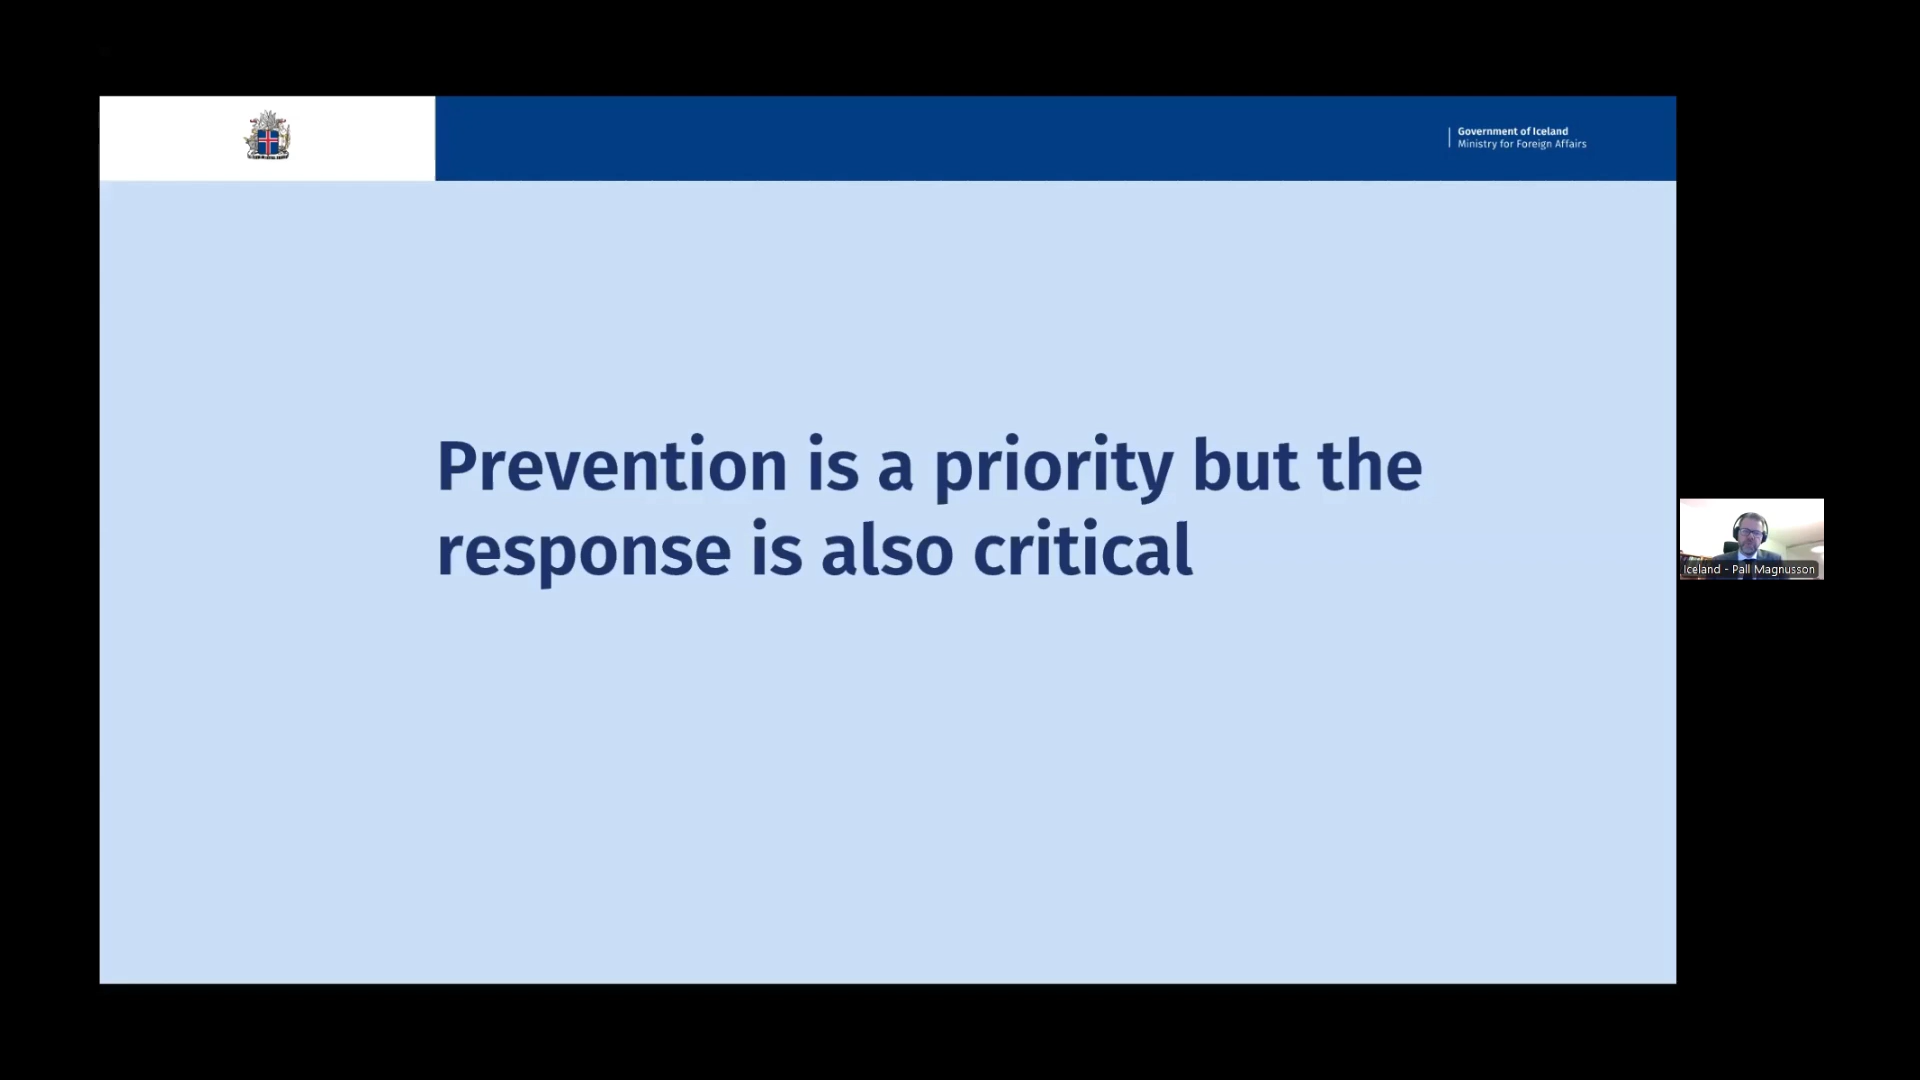 Government of Iceland
Ministry for Foreign Affairs
Prevention is a priority but the
response is also critical
Iceland - Pall Magnusson